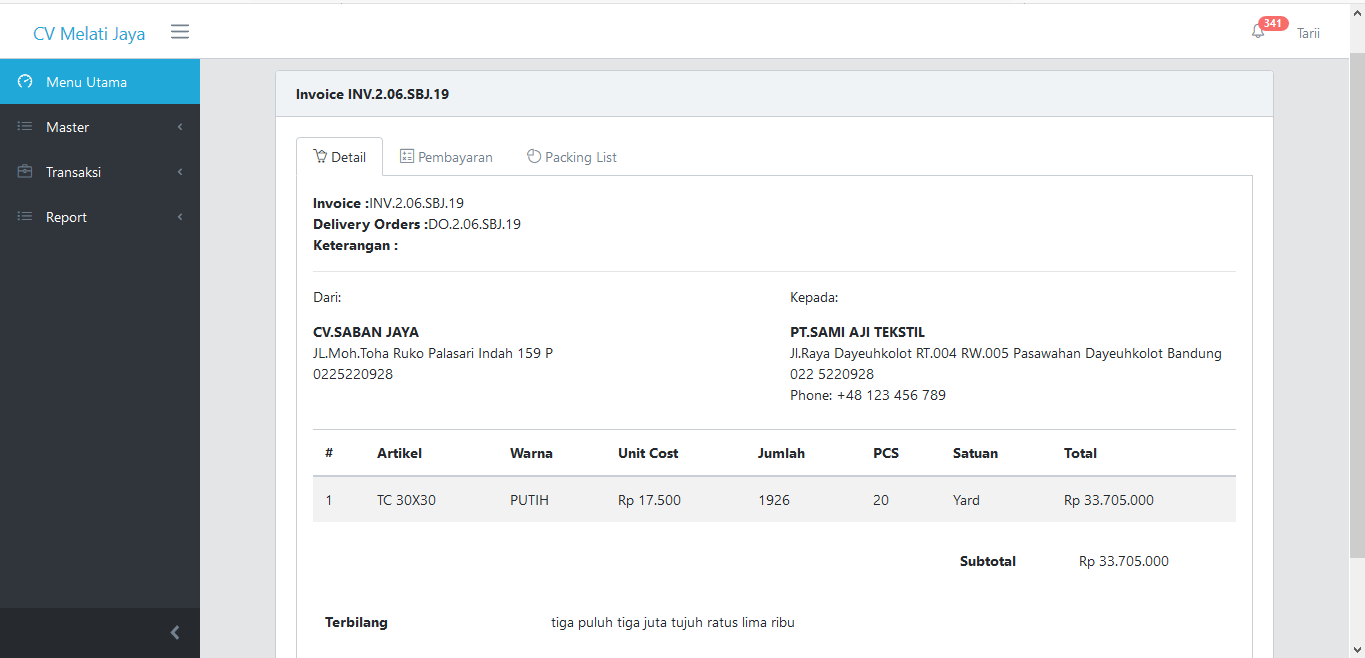 CV Melati Jaya
341
Tarii
Menu Utama
Master
Transaksi
Report
Invoice INV.2.06.SBJ.19
Detail Pembayaran Packing List
Invoice :INV.2.06.SBJ.19
Delivery Orders :DO.2.06.SBJ.19
Keterangan :
Dari:
CV.SABAN JAYA
JL.Moh.Toha Ruko Palasari Indah 159 P
0225220928
Kepada:
PT.SAMI AJI TEKSTIL
Jl.Raya Dayeuhkolot RT.004 RW.005 Pasawahan Dayeuhkolot Bandung
022 5220928
Phone: +48 123 456 789
# Artikel Warna Unit Cost Jumlah PCS Satuan Total
1 TC 30X30 PUTIH Rp 17.500 1926 20 Yard Rp 33.705.000
Subtotal Rp 33.705.000
Terbilang tiga puluh tiga juta tujuh ratus lima ribu